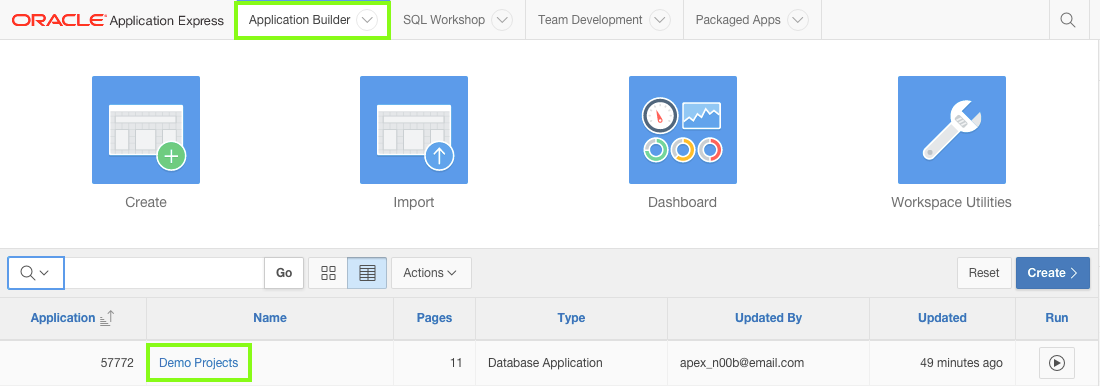 ORACLE Application Express Application Builder SQL Workshop Team Development Packaged Apps
Create Import Dashboard Workspace Utilities
Go Actions Reset Create
Application Name Pages Type Updated By Updated Run
57772 Demo Projects 11 Database Application apex_n00b@email.com 49 minutes ago